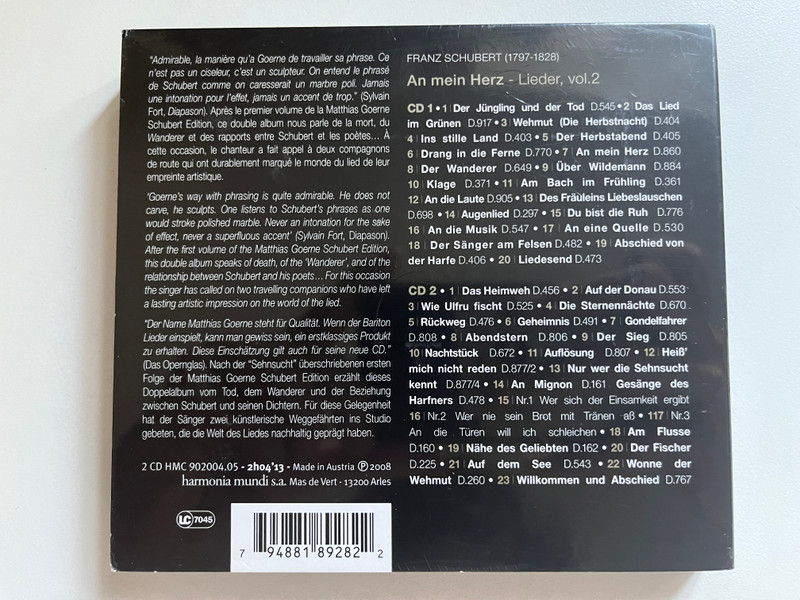 "Admirable, la manière qu'a Goerne de travailler sa phrase. Ce
n'est pas un ciseleur, c'est un sculpteur. On entend le phrasé
de Schubert comme on caresserait un marbre poli. Jamais
une intonation pour l'effet, jamais un accent de trop." (Sylvain
Fort, Diapason). Après le premier volume de la Matthias Goerne
Schubert Edition, ce double album nous parle de la mort, du
Wanderer et des rapports entre Schubert et les poètes... À
cette occasion, le chanteur a fait appel à deux compagnons
de route qui ont durablement marqué le monde du lied de leur
empreinte artistique.
'Goerne's way with phrasing is quite admirable. He does not
carve, he sculpts. One listens to Schubert's phrases as one
would stroke polished marble. Never an intonation for the sake
of effect, never a superfluous accent' (Sylvain Fort, Diapason).
After the first volume of the Matthias Goerne Schubert Edition,
this double album speaks of death, of the 'Wanderer', and of the
relationship between Schubert and his poets... For this occasion
the singer has called on two travelling companions who have left
a lasting artistic impression on the world of the lied.
"Der Name Matthias Goerne steht für Qualität. Wenn der Bariton
Lieder einspielt, kann man gewiss sein, ein erstklassiges Produkt
zu erhalten. Diese Einschätzung gilt auch für seine neue CD."
(Das Opernglas). Nach der "Sehnsucht" überschriebenen ersten
Folge der Matthias Goerne Schubert Edition erzählt dieses
Doppelalbum vom Tod, dem Wanderer und der Beziehung
zwischen Schubert und seinen Dichtern. Für diese Gelegenheit
hat der Sänger zwei künstlerische Weggefährten ins Studio
gebeten, die die Welt des Liedes nachhaltig geprägt haben.
2 CD HMC 902004.05 - 2h04'13 - Made in Austria ℗ 2008
harmonia mundi s.a. Mas de Vert - 13200 Arles
LC 7045
7 94881 89282 2
FRANZ SCHUBERT (1797-1828)
An mein Herz - Lieder, vol.2
CD 1 • 1 | Der Jüngling und der Tod D.545 • 2 | Das Lied
im Grünen D.917 • 3 | Wehmut (Die Herbstnacht) D.404
4 | Ins stille Land D.403 • 5 | Der Herbstabend D.405
6 | Drang in die Ferne D.770 • 7 | An mein Herz D.860
8 | Der Wanderer D.649 • 9 | Über Wildemann D.884
10 | Klage D.371 • 11 | Am Bach im Frühling D.361
12 | An die Laute D.905 • 13 | Des Fräuleins Liebeslauschen
D.698 • 14 | Augenlied D.297 • 15 | Du bist die Ruh D.776
16 | An die Musik D.547 • 17 | An eine Quelle D.530
18 | Der Sänger am Felsen D.482 • 19 | Abschied von
der Harfe D.406 • 20 | Liedesend D.473
CD 2 • 1 | Das Heimweh D.456 • 2 | Auf der Donau D.553
3 | Wie Ulfru fischt D.525 • 4 | Die Sternennächte D.670
5 | Rückweg D.476 • 6 | Geheimnis D.491 • 7 | Gondelfahrer
D.808 • 8 | Abendstern D.806 • 9 | Der Sieg D.805
10 | Nachtstück D.672 • 11 | Auflösung D.807 • 12 | Heiß'
mich nicht reden D.877/2 • 13 | Nur wer die Sehnsucht
kennt D.877/4 • 14 | An Mignon D.161 Gesänge des
Harfners D.478 • 15 | Nr.1 Wer sich der Einsamkeit ergibt
16 | Nr.2 Wer nie sein Brot mit Tränen aß • 117 | Nr.3
An die Türen will ich schleichen • 18 | Am Flusse
D.160 • 19 | Nähe des Geliebten D.162 • 20 | Der Fischer
D.225 • 21 | Auf dem See D.543 • 22 | Wonne der
Wehmut D.260 • 23 | Willkommen und Abschied D.767